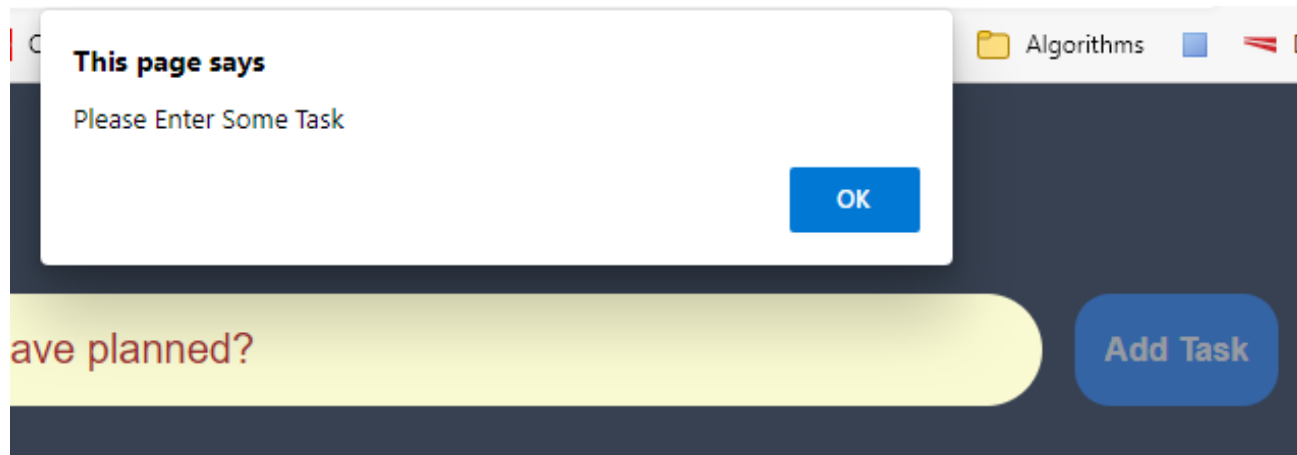 Algorithms
This page says
Please Enter Some Task
OK
ave planned?
Add Task